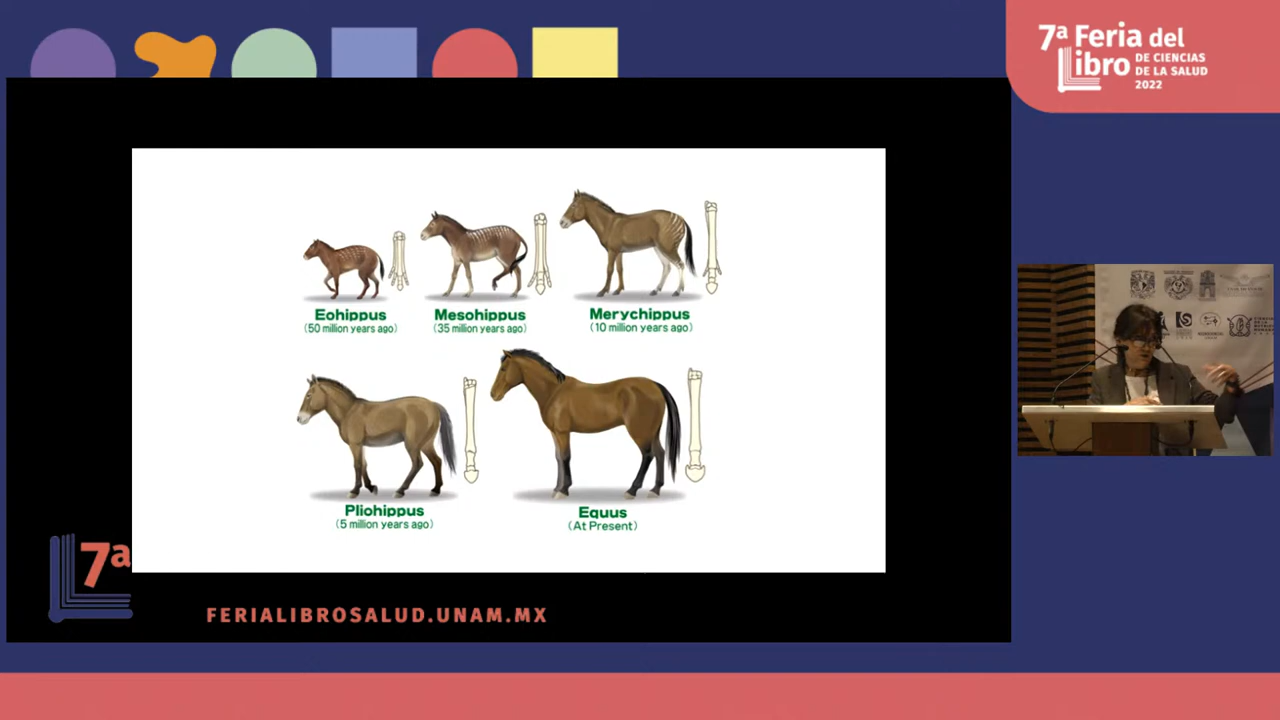 7ª Feria del
Libro DE CIENCIAS
DE LA SALUD
2022
Eohippus
(50 million years ago)
Mesohippus
(35 million years ago)
Merychippus
(10 million years ago)
Pliohippus
(5 million years ago)
Equus
(At Present)
7ª
FERIALIBROSALUD.UNAM.MX